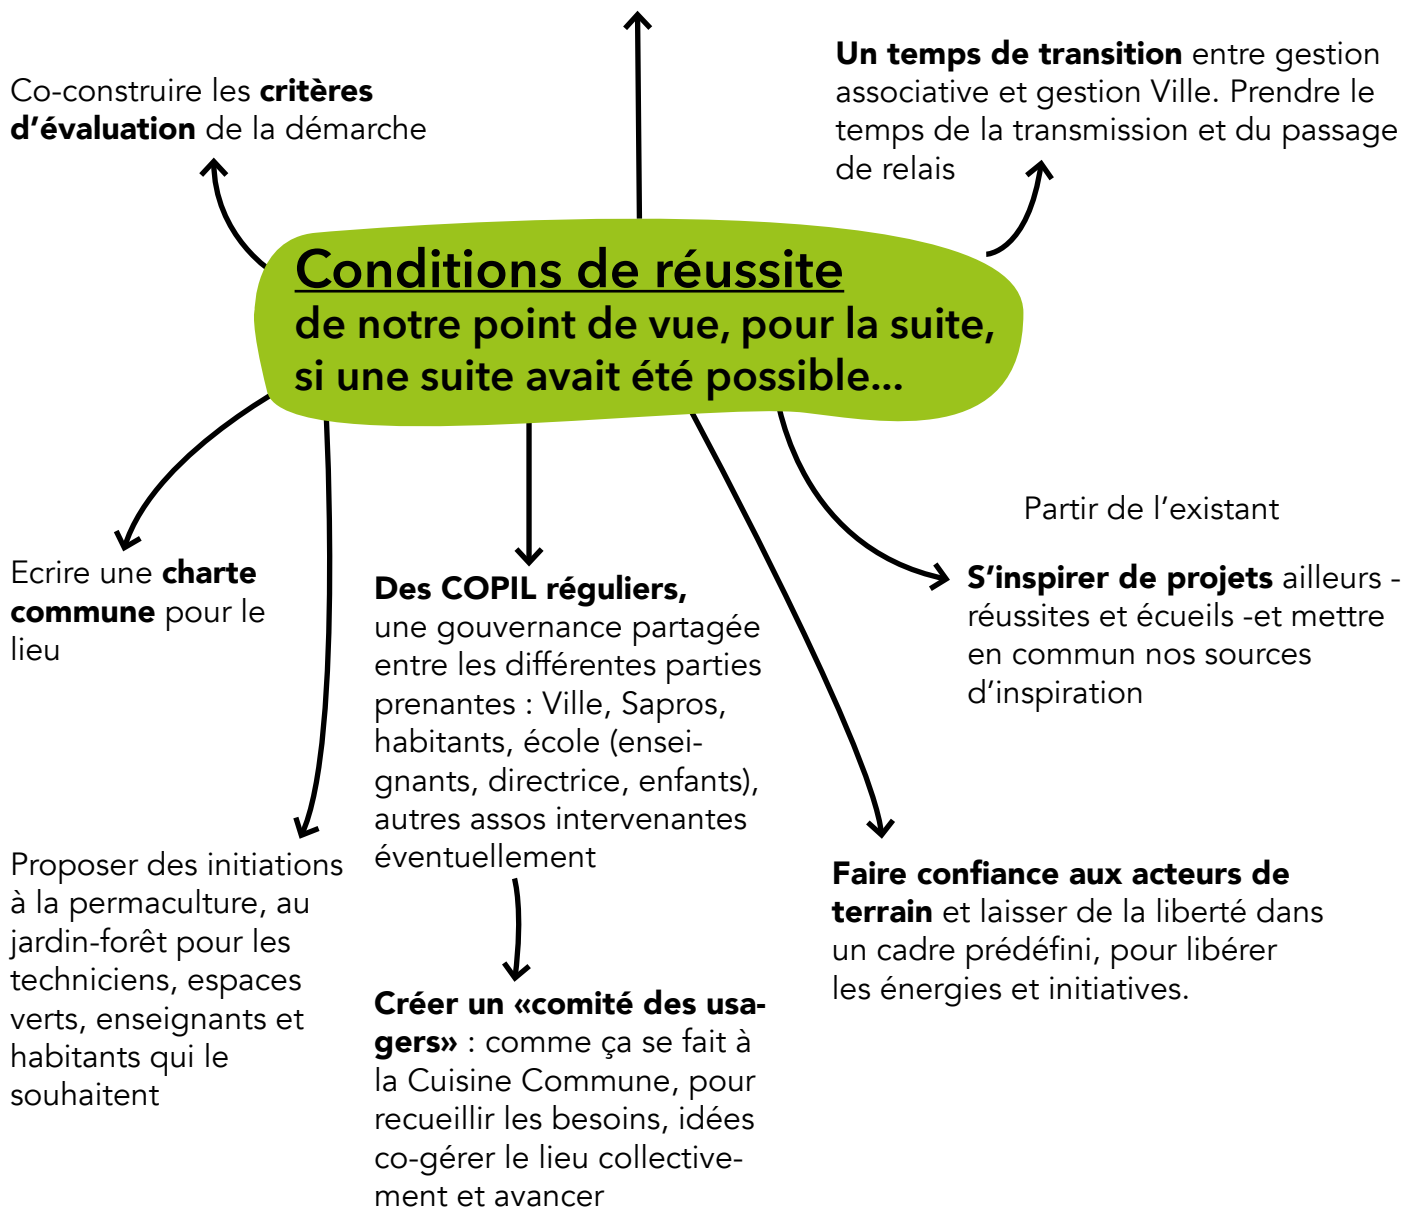 Co-construire les critères
d’évaluation de la démarche
Un temps de transition entre gestion
associative et gestion Ville. Prendre le
temps de la transmission et du passage
de relais
Conditions de réussite
de notre point de vue, pour la suite,
si une suite avait été possible...
Ecrire une charte
commune pour le
lieu
Proposer des initiations
à la permaculture, au
jardin-forêt pour les
techniciens, espaces
verts, enseignants et
habitants qui le
souhaitent
Des COPIL réguliers,
une gouvernance partagée
entre les différentes parties
prenantes : Ville, Sapros,
habitants, école (ensei-
gnants, directrice, enfants),
autres assos intervenantes
éventuellement
Créer un «comité des usa-
gers» : comme ça se fait à
la Cuisine Commune, pour
recueillir les besoins, idées
co-gérer le lieu collective-
ment et avancer
Partir de l’existant
S’inspirer de projets ailleurs -
réussites et écueils -et mettre
en commun nos sources
d’inspiration
Faire confiance aux acteurs de
terrain et laisser de la liberté dans
un cadre prédéfini, pour libérer
les énergies et initiatives.